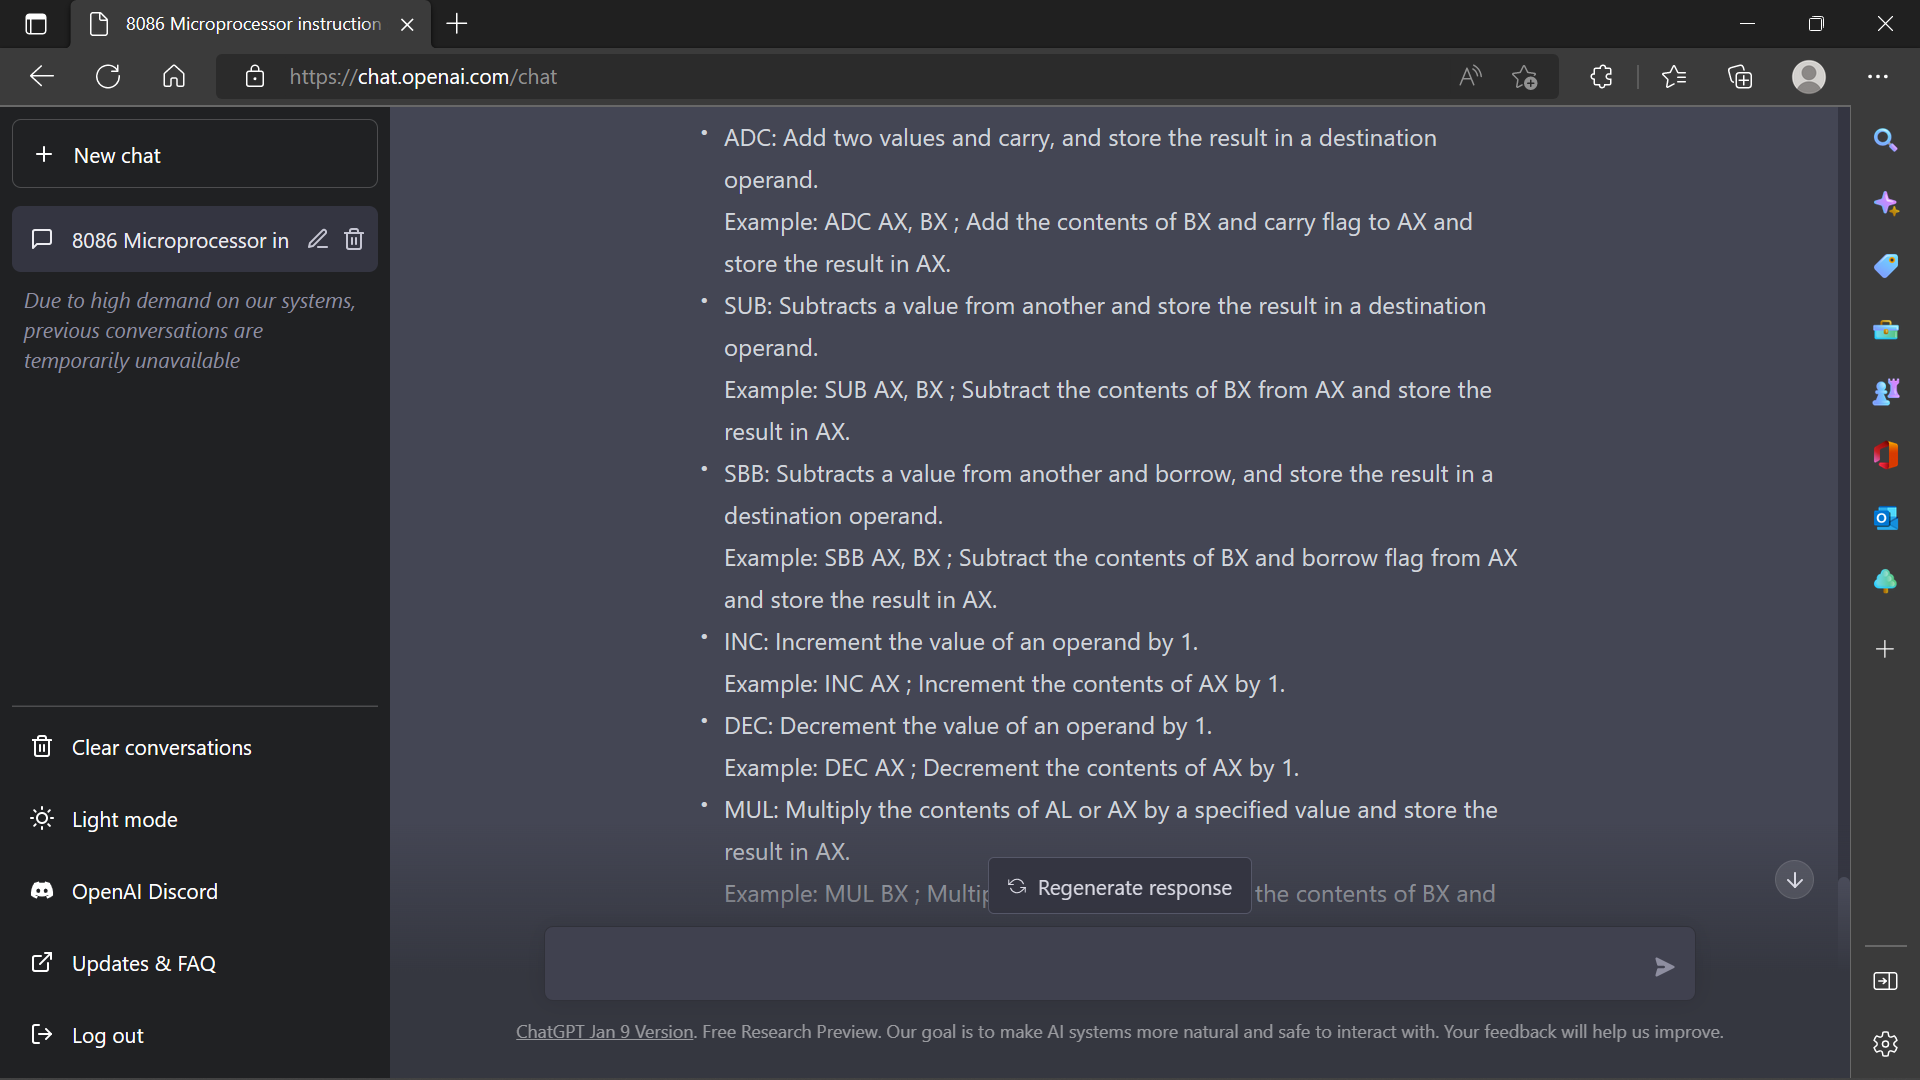 8086 Microprocessor instruction
https://chat.openai.com/chat
New chat
8086 Microprocessor in
Due to high demand on our systems,
previous conversations are
temporarily unavailable
Clear conversations
Light mode
OpenAI Discord
Updates & FAQ
Log out
• ADC: Add two values and carry, and store the result in a destination
operand.
Example: ADC AX, BX ; Add the contents of BX and carry flag to AX and
store the result in AX.
• SUB: Subtracts a value from another and store the result in a destination
operand.
Example: SUB AX, BX ; Subtract the contents of BX from AX and store the
result in AX.
• SBB: Subtracts a value from another and borrow, and store the result in a
destination operand.
Example: SBB AX, BX ; Subtract the contents of BX and borrow flag from AX
and store the result in AX.
• INC: Increment the value of an operand by 1.
Example: INC AX ; Increment the contents of AX by 1.
• DEC: Decrement the value of an operand by 1.
Example: DEC AX ; Decrement the contents of AX by 1.
• MUL: Multiply the contents of AL or AX by a specified value and store the
result in AX.
Example: MUL BX ; Multip the contents of BX and
Regenerate response
ChatGPT Jan 9 Version. Free Research Preview. Our goal is to make AI systems more natural and safe to interact with. Your feedback will help us improve.